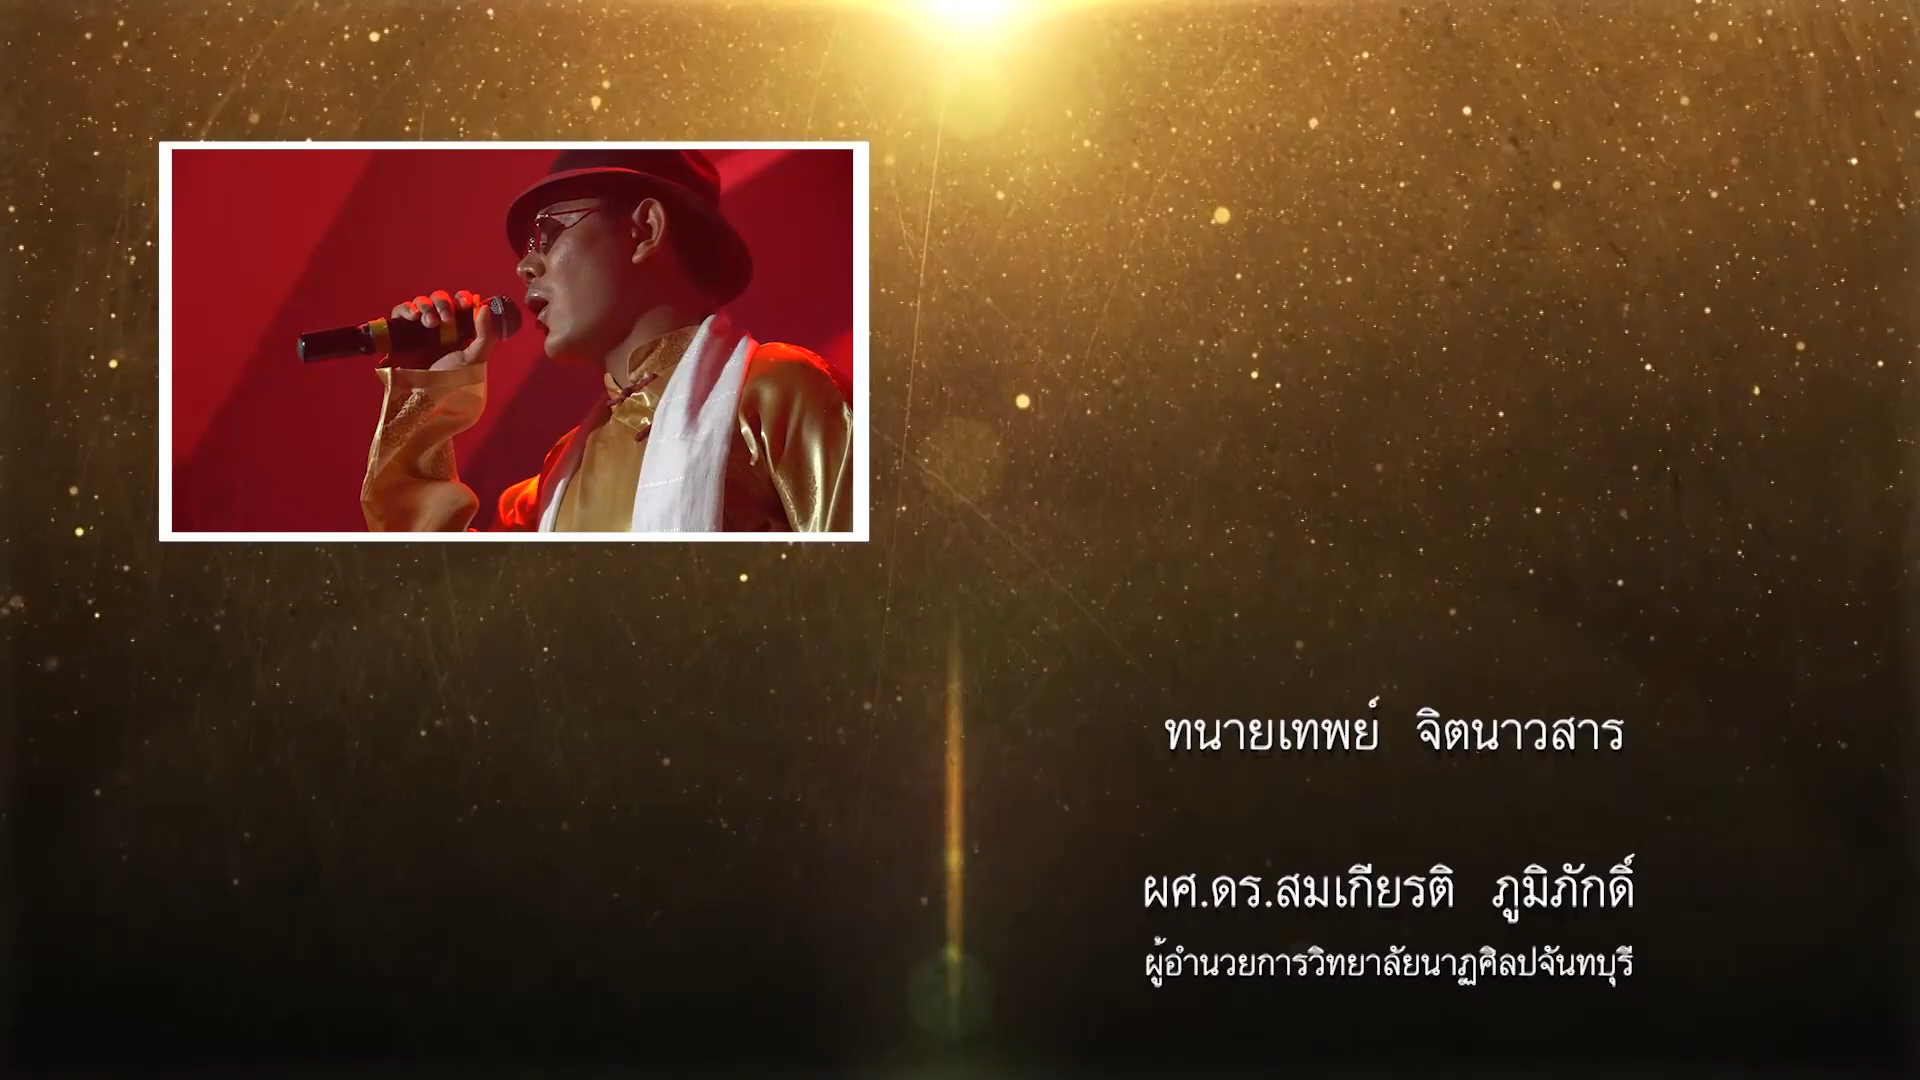 ทนายเทพย์ จิตนาวสาร
ผศ.ดร.สมเกียรติ ภูมิภักดิ์
ผู้อำนวยการวิทยาลัยนาฏศิลปจันทบุรี